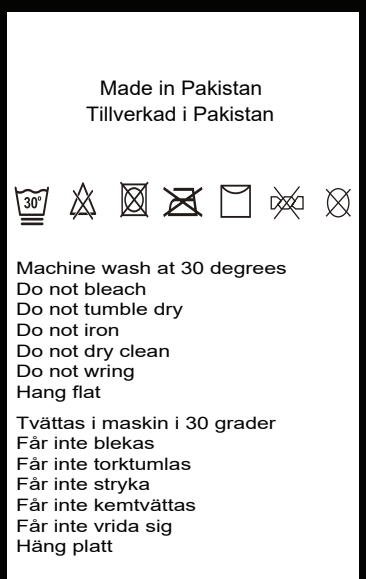 Made in Pakistan
Tillverkad i Pakistan
30°
Machine wash at 30 degrees
Do not bleach
Do not tumble dry
Do not iron
Do not dry clean
Do not wring
Hang flat
Tvättas i maskin i 30 grader
Får inte blekas
Får inte torktumlas
Får inte stryka
Får inte kemtvättas
Får inte vrida sig
Häng platt